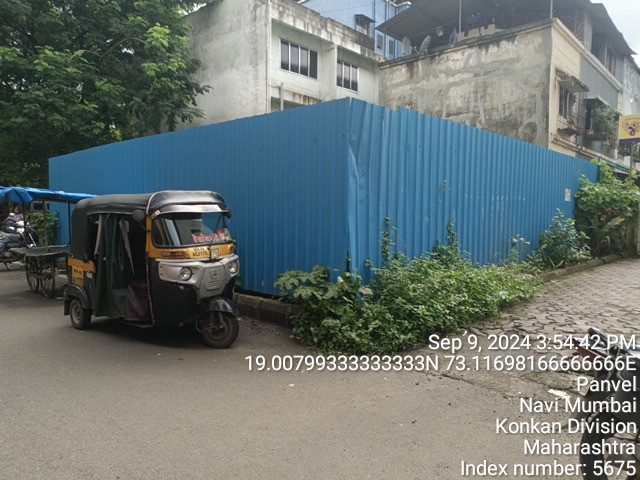 Sep 9, 2024 3:54:42 PM
19.00799333333333N 73.11698166666666E
Panvel
Navi Mumbai
Konkan Division
Maharashtra
Index number: 5675